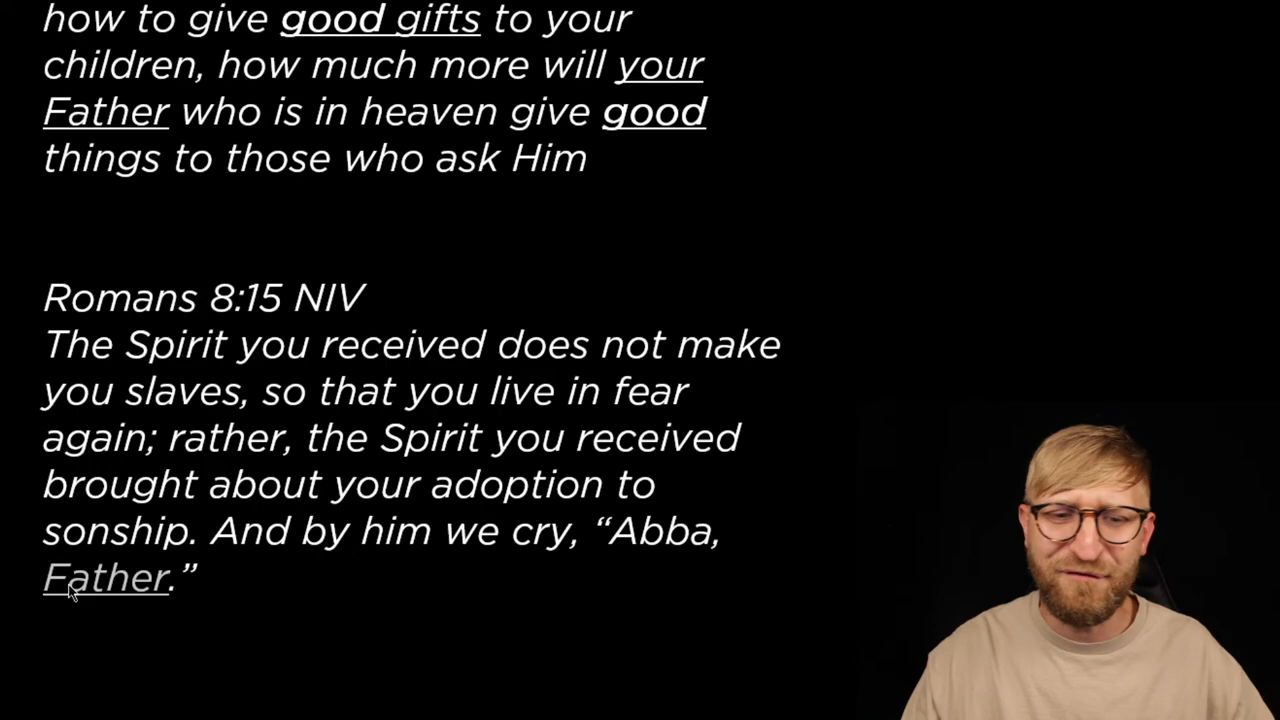 how to give good gifts to your
children, how much more will your
Father who is in heaven give good
things to those who ask Him
Romans 8:15 NIV
The Spirit you received does not make
you slaves, so that you live in fear
again; rather, the Spirit you received
brought about your adoption to
sonship. And by him we cry, “Abba,
Father.”